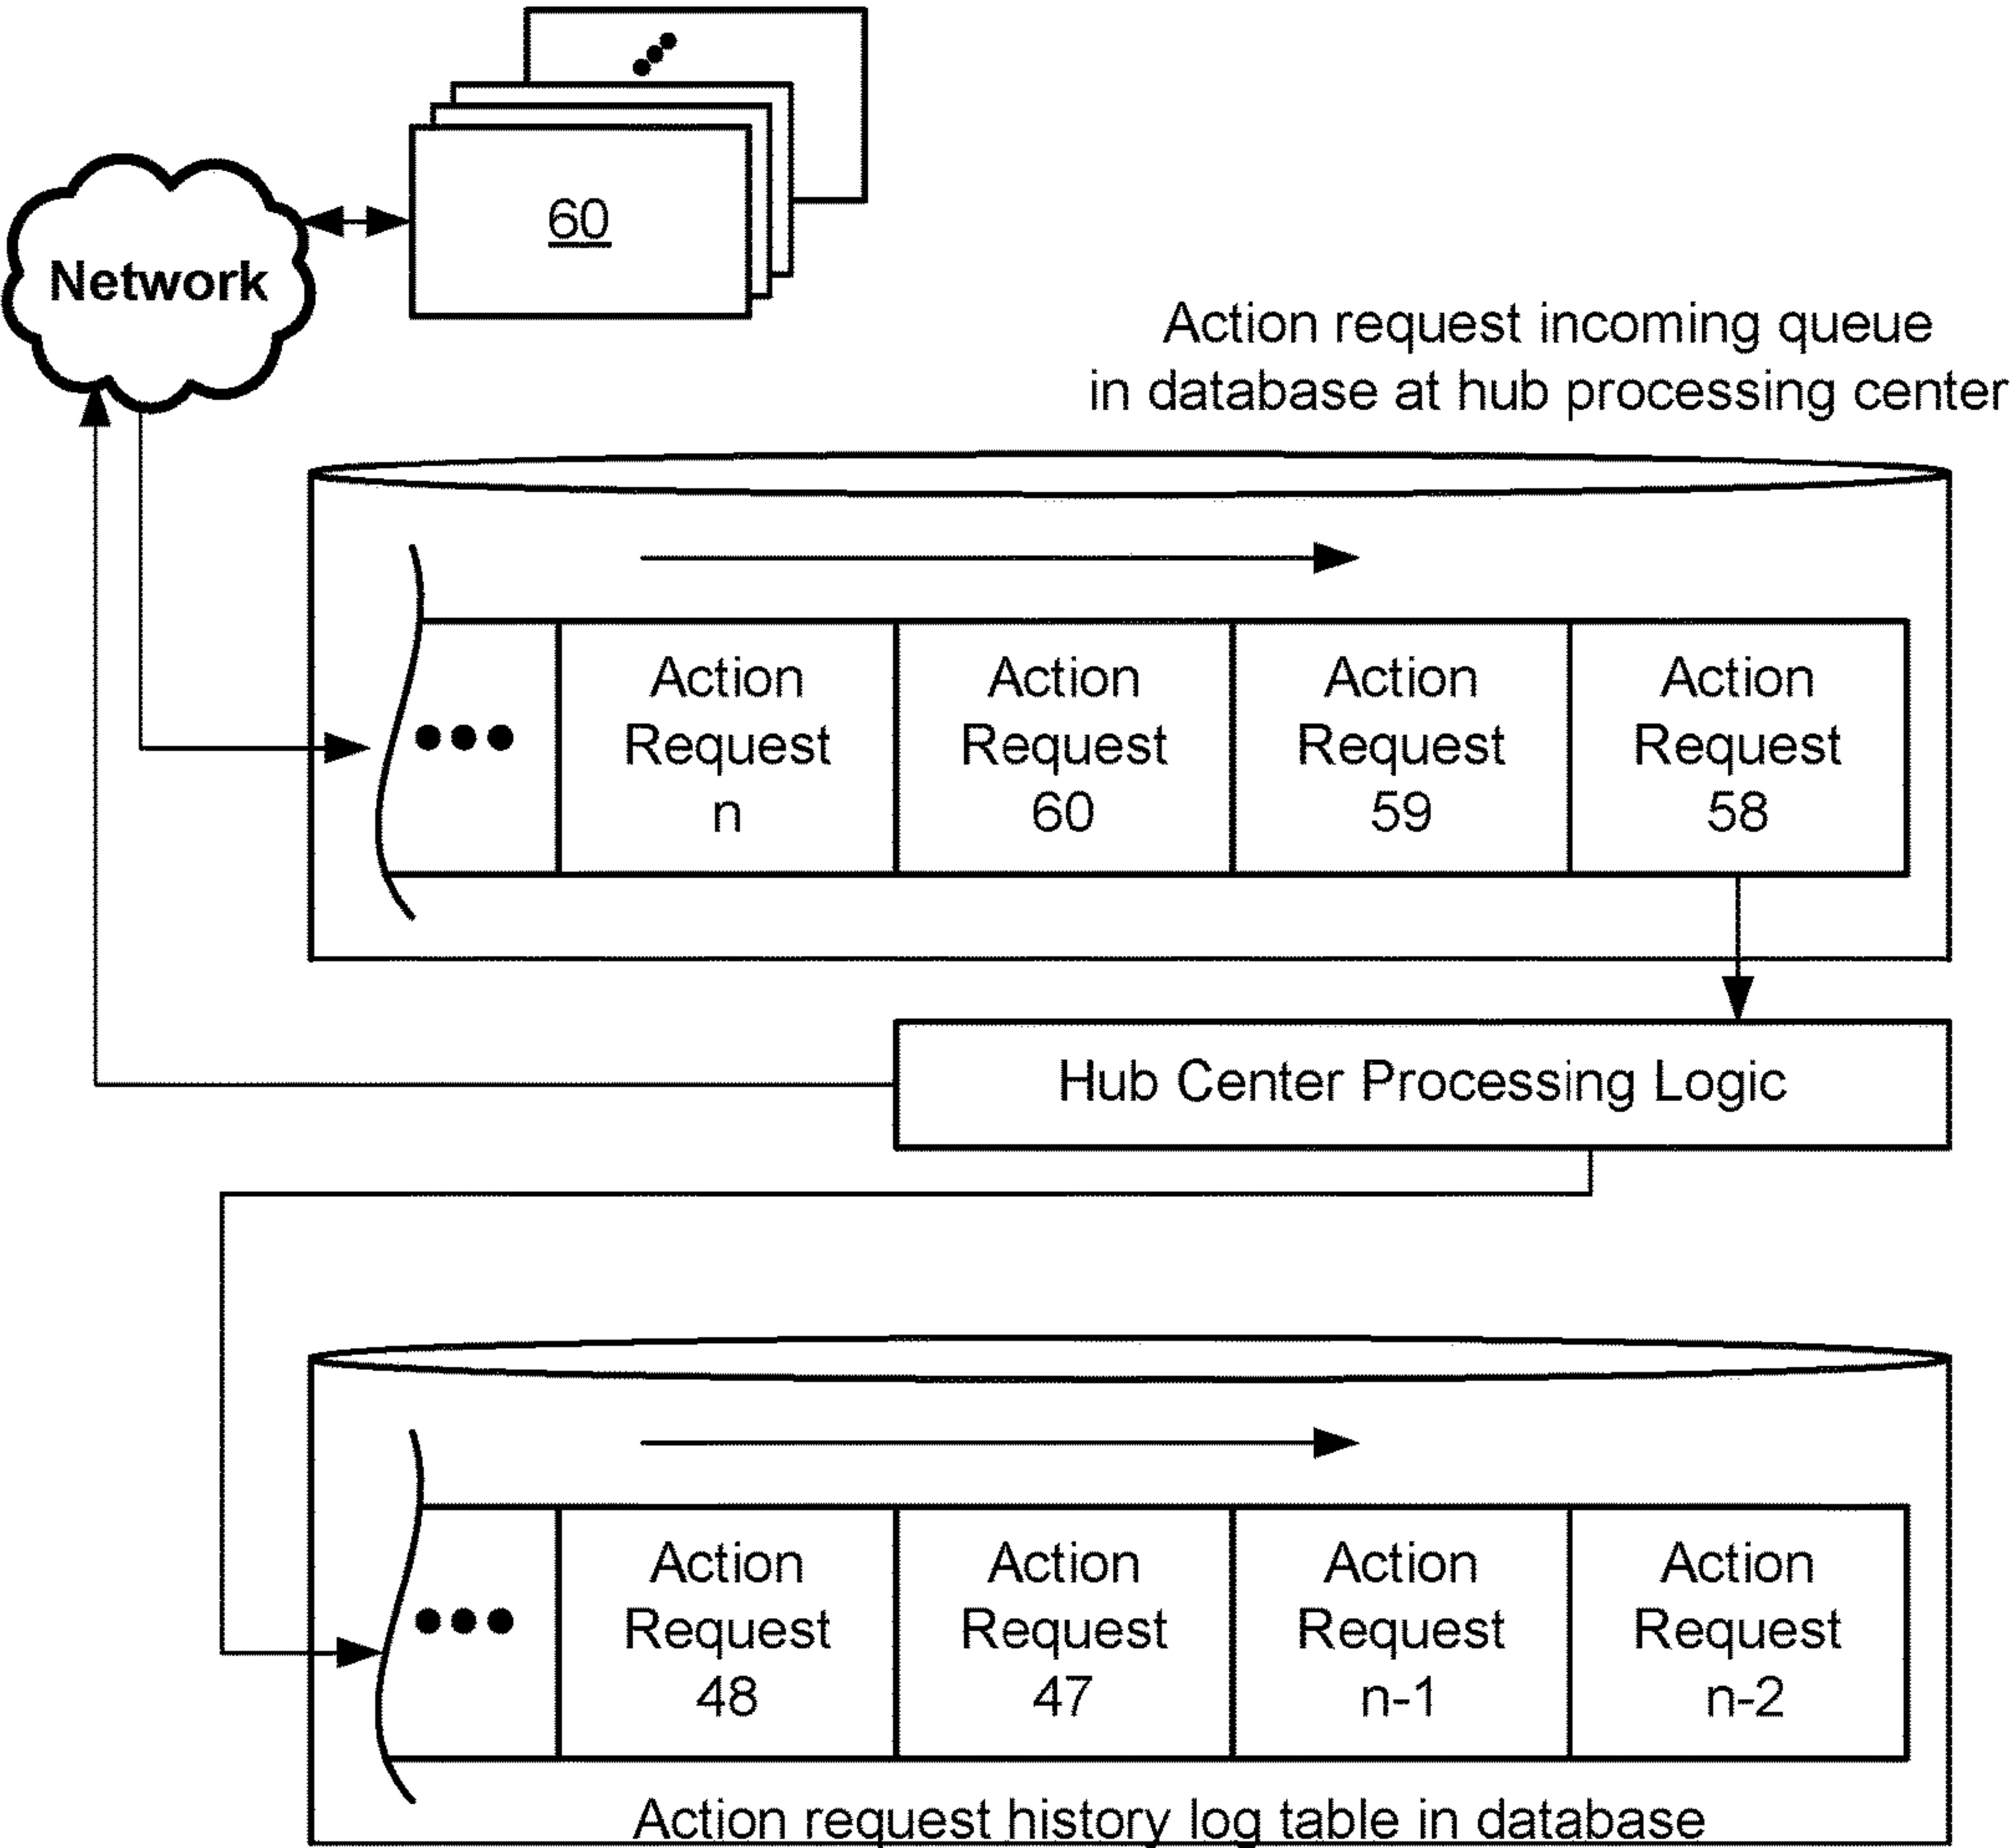 60
Network
Action request incoming queue
in database at hub processing center
Action
Request
n
Action
Request
60
Action
Request
59
Action
Request
58
Hub Center Processing Logic
Action
Request
48
Action
Request
47
Action
Request
n-1
Action
Request
n-2
Action request history log table in database